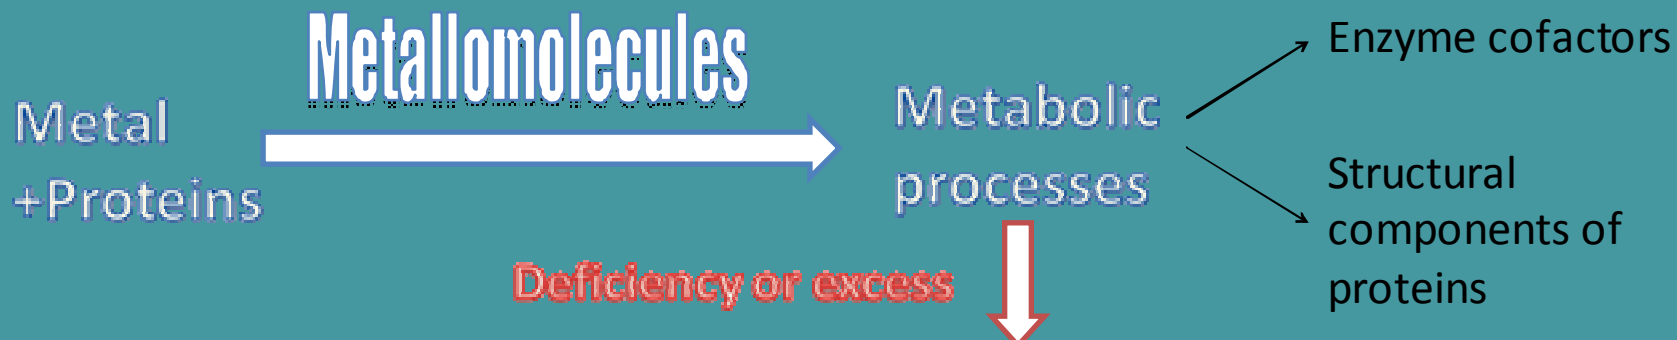 Metallomolecules
Metal
+Proteins
Metabolic
processes
Enzyme cofactors
Structural
components of
proteins
Deficiency or excess